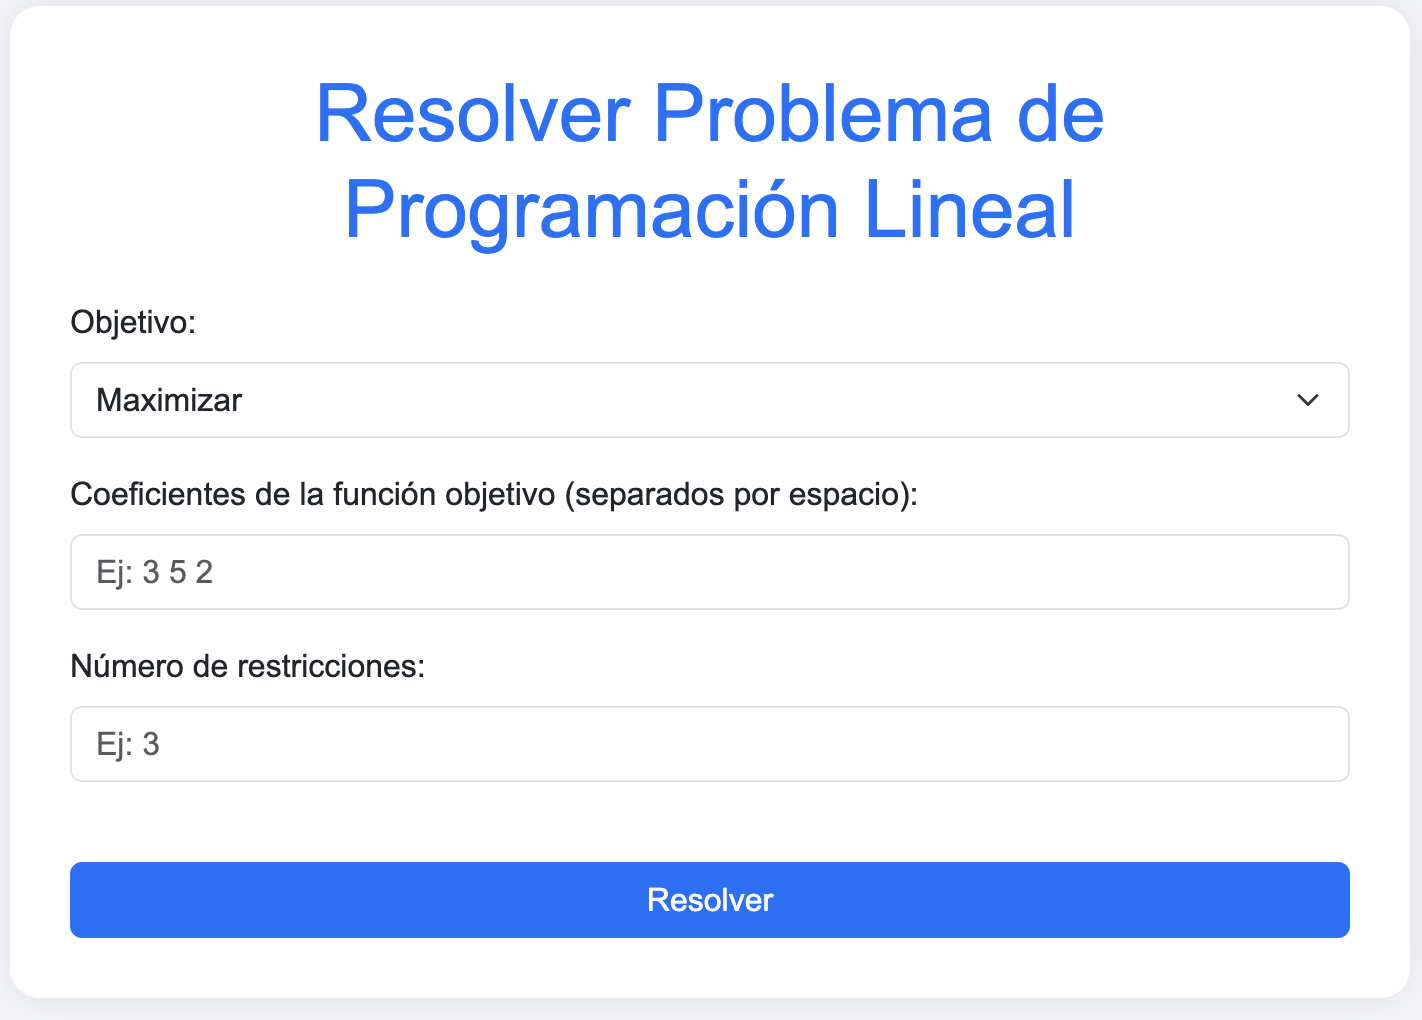 Resolver Problema de
Programación Lineal
Objetivo:
Maximizar
Coeficientes de la función objetivo (separados por espacio):
Ej: 3 5 2
Número de restricciones:
Ej: 3
Resolver